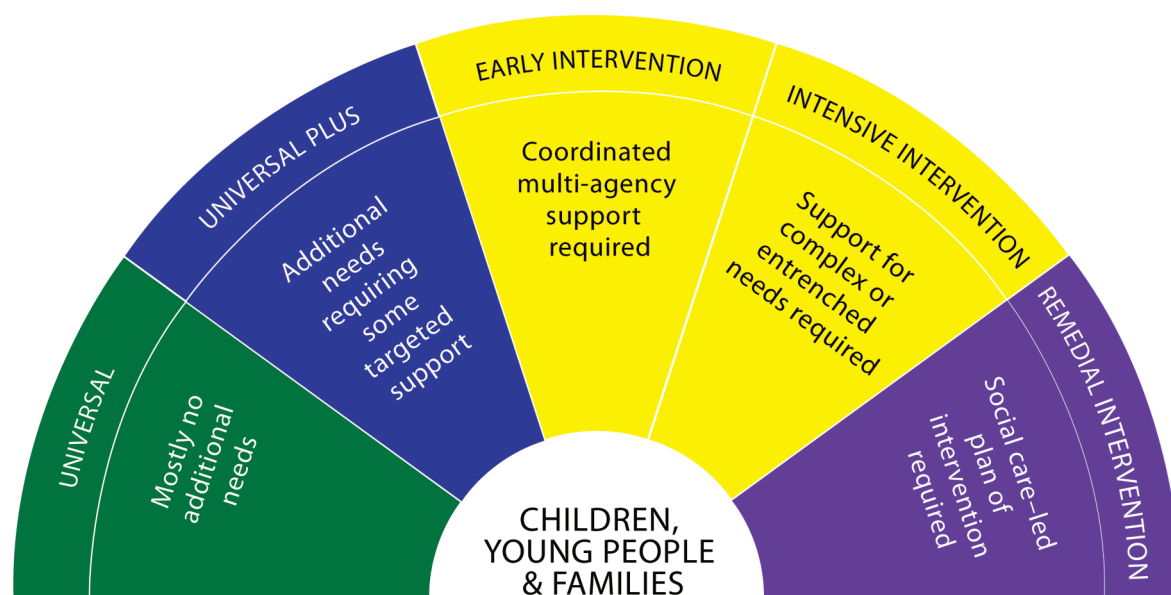 UNIVERSAL
Mostly no
additional
needs
UNIVERSAL PLUS
Additional
needs
requiring
some
targeted
support
EARLY INTERVENTION
Coordinated
multi-agency
support
required
INTENSIVE INTERVENTION
Support for
complex or
entrenched
needs required
REMEDIAL INTERVENTION
Social care–led
plan of
intervention
required
CHILDREN,
YOUNG PEOPLE
& FAMILIES